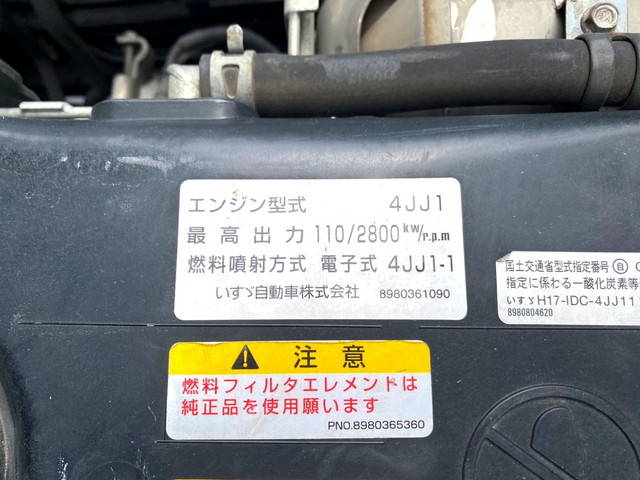 エンジン型式 4JJ1
最高出力 110/2800kW/r.p.m
燃料噴射方式 電子式 4JJ1-1
いすゞ自動車株式会社 8980361090
国土交通省型式指定番号 自
指定に係わる一酸化炭素等
いすゞH17-IDC-4JJ11
8980804620
注意
燃料フィルタエレメントは
純正品を使用願います
PNO.8980365360